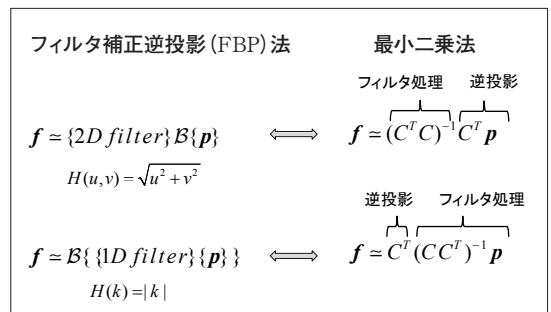 フィルタ補正逆投影(FBP)法
最小二乗法
フィルタ処理 逆投影
f ≃ {2D filter}B{p} ⟺ f ≃ (C^T C)^{-1} C^T p
H(u,v) = √(u²+v²)
逆投影 フィルタ処理
f ≃ B{ {1D filter}{p} } ⟺ f ≃ C^T (C C^T)^{-1} p
H(k) = |k|